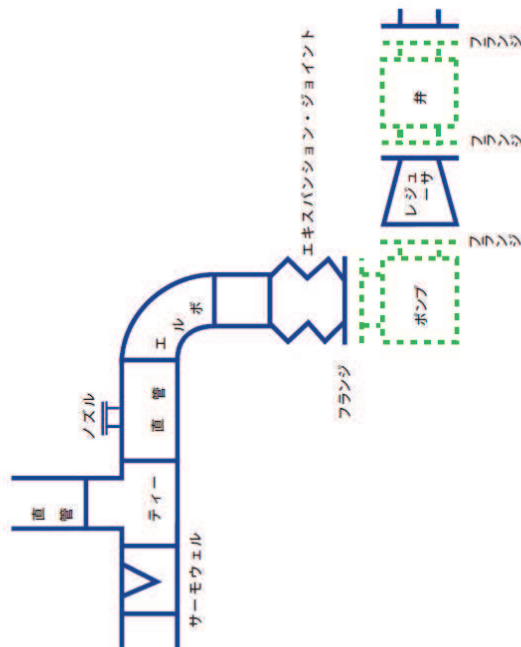 直管
ノズル
ティー
直管
エルボ
サーモウェル
エキスパンション・ジョイント
フランジ
ポンプ
フランジ
レジュ
ーサ
フランジ
弁
フランジ